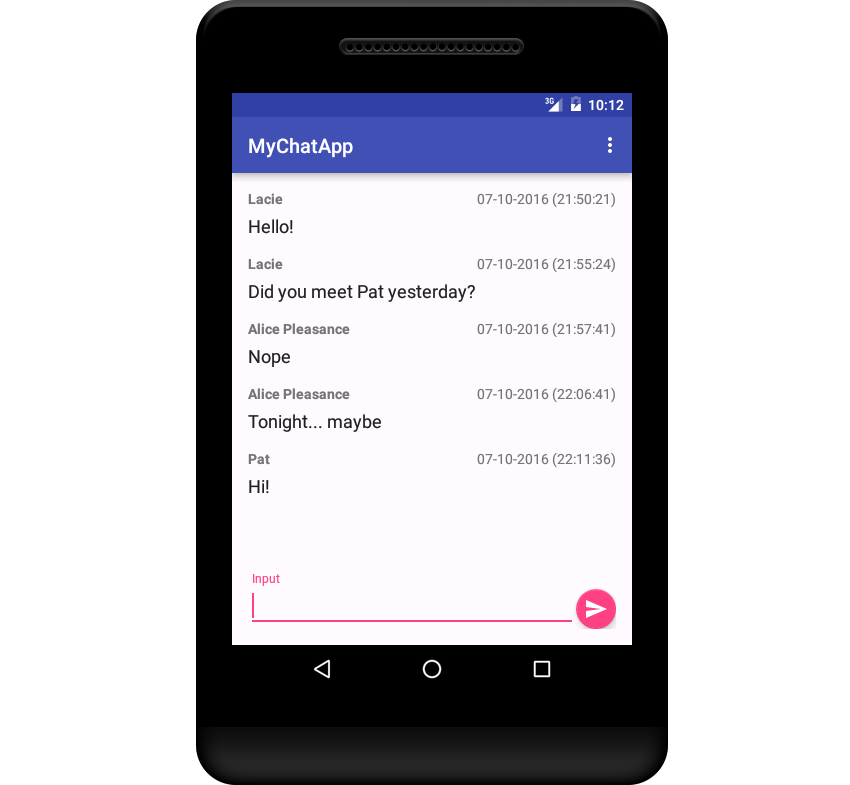 3G 10:12
MyChatApp
Lacie 07-10-2016 (21:50:21)
Hello!
Lacie 07-10-2016 (21:55:24)
Did you meet Pat yesterday?
Alice Pleasance 07-10-2016 (21:57:41)
Nope
Alice Pleasance 07-10-2016 (22:06:41)
Tonight... maybe
Pat 07-10-2016 (22:11:36)
Hi!
Input